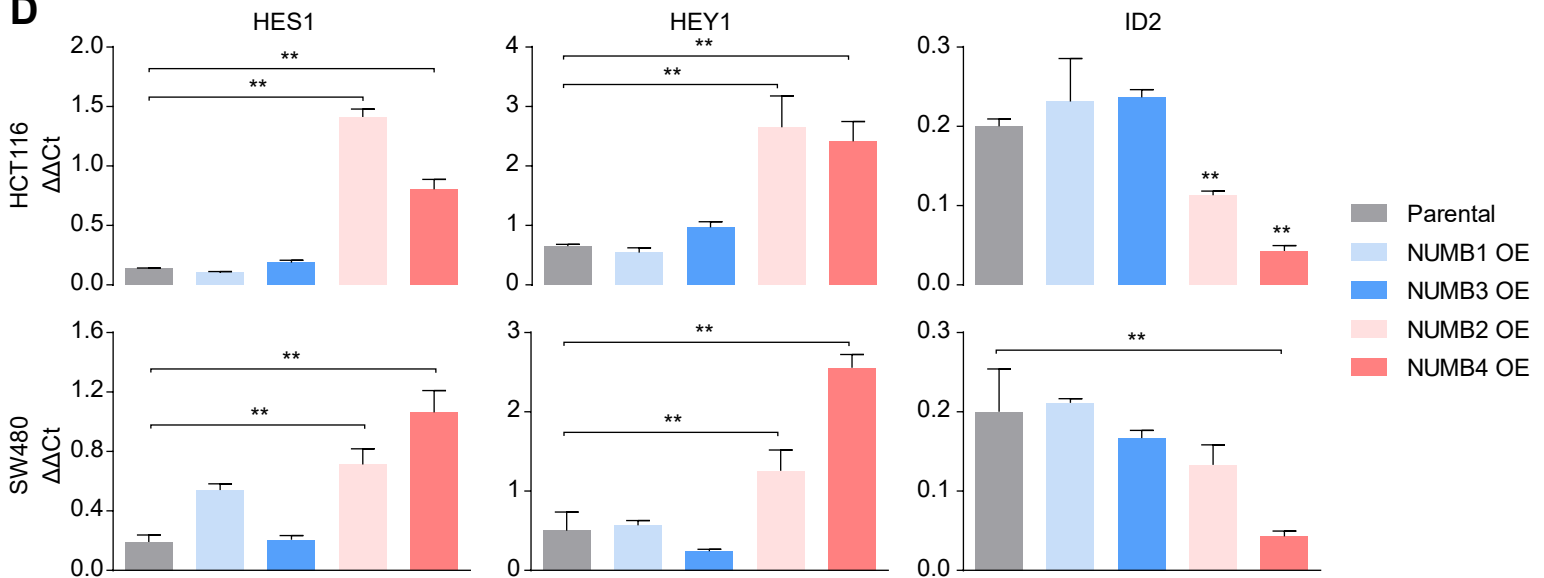 D
HES1
HEY1
ID2
HCT116
ΔΔCt
2.0
1.5
1.0
0.5
0.0
**
**
4
3
2
1
0
**
**
0.3
0.2
0.1
0.0
**
**
SW480
ΔΔCt
1.6
1.2
0.8
0.4
0.0
**
**
3
2
1
0
**
**
0.3
0.2
0.1
0.0
**
Parental
NUMB1 OE
NUMB3 OE
NUMB2 OE
NUMB4 OE